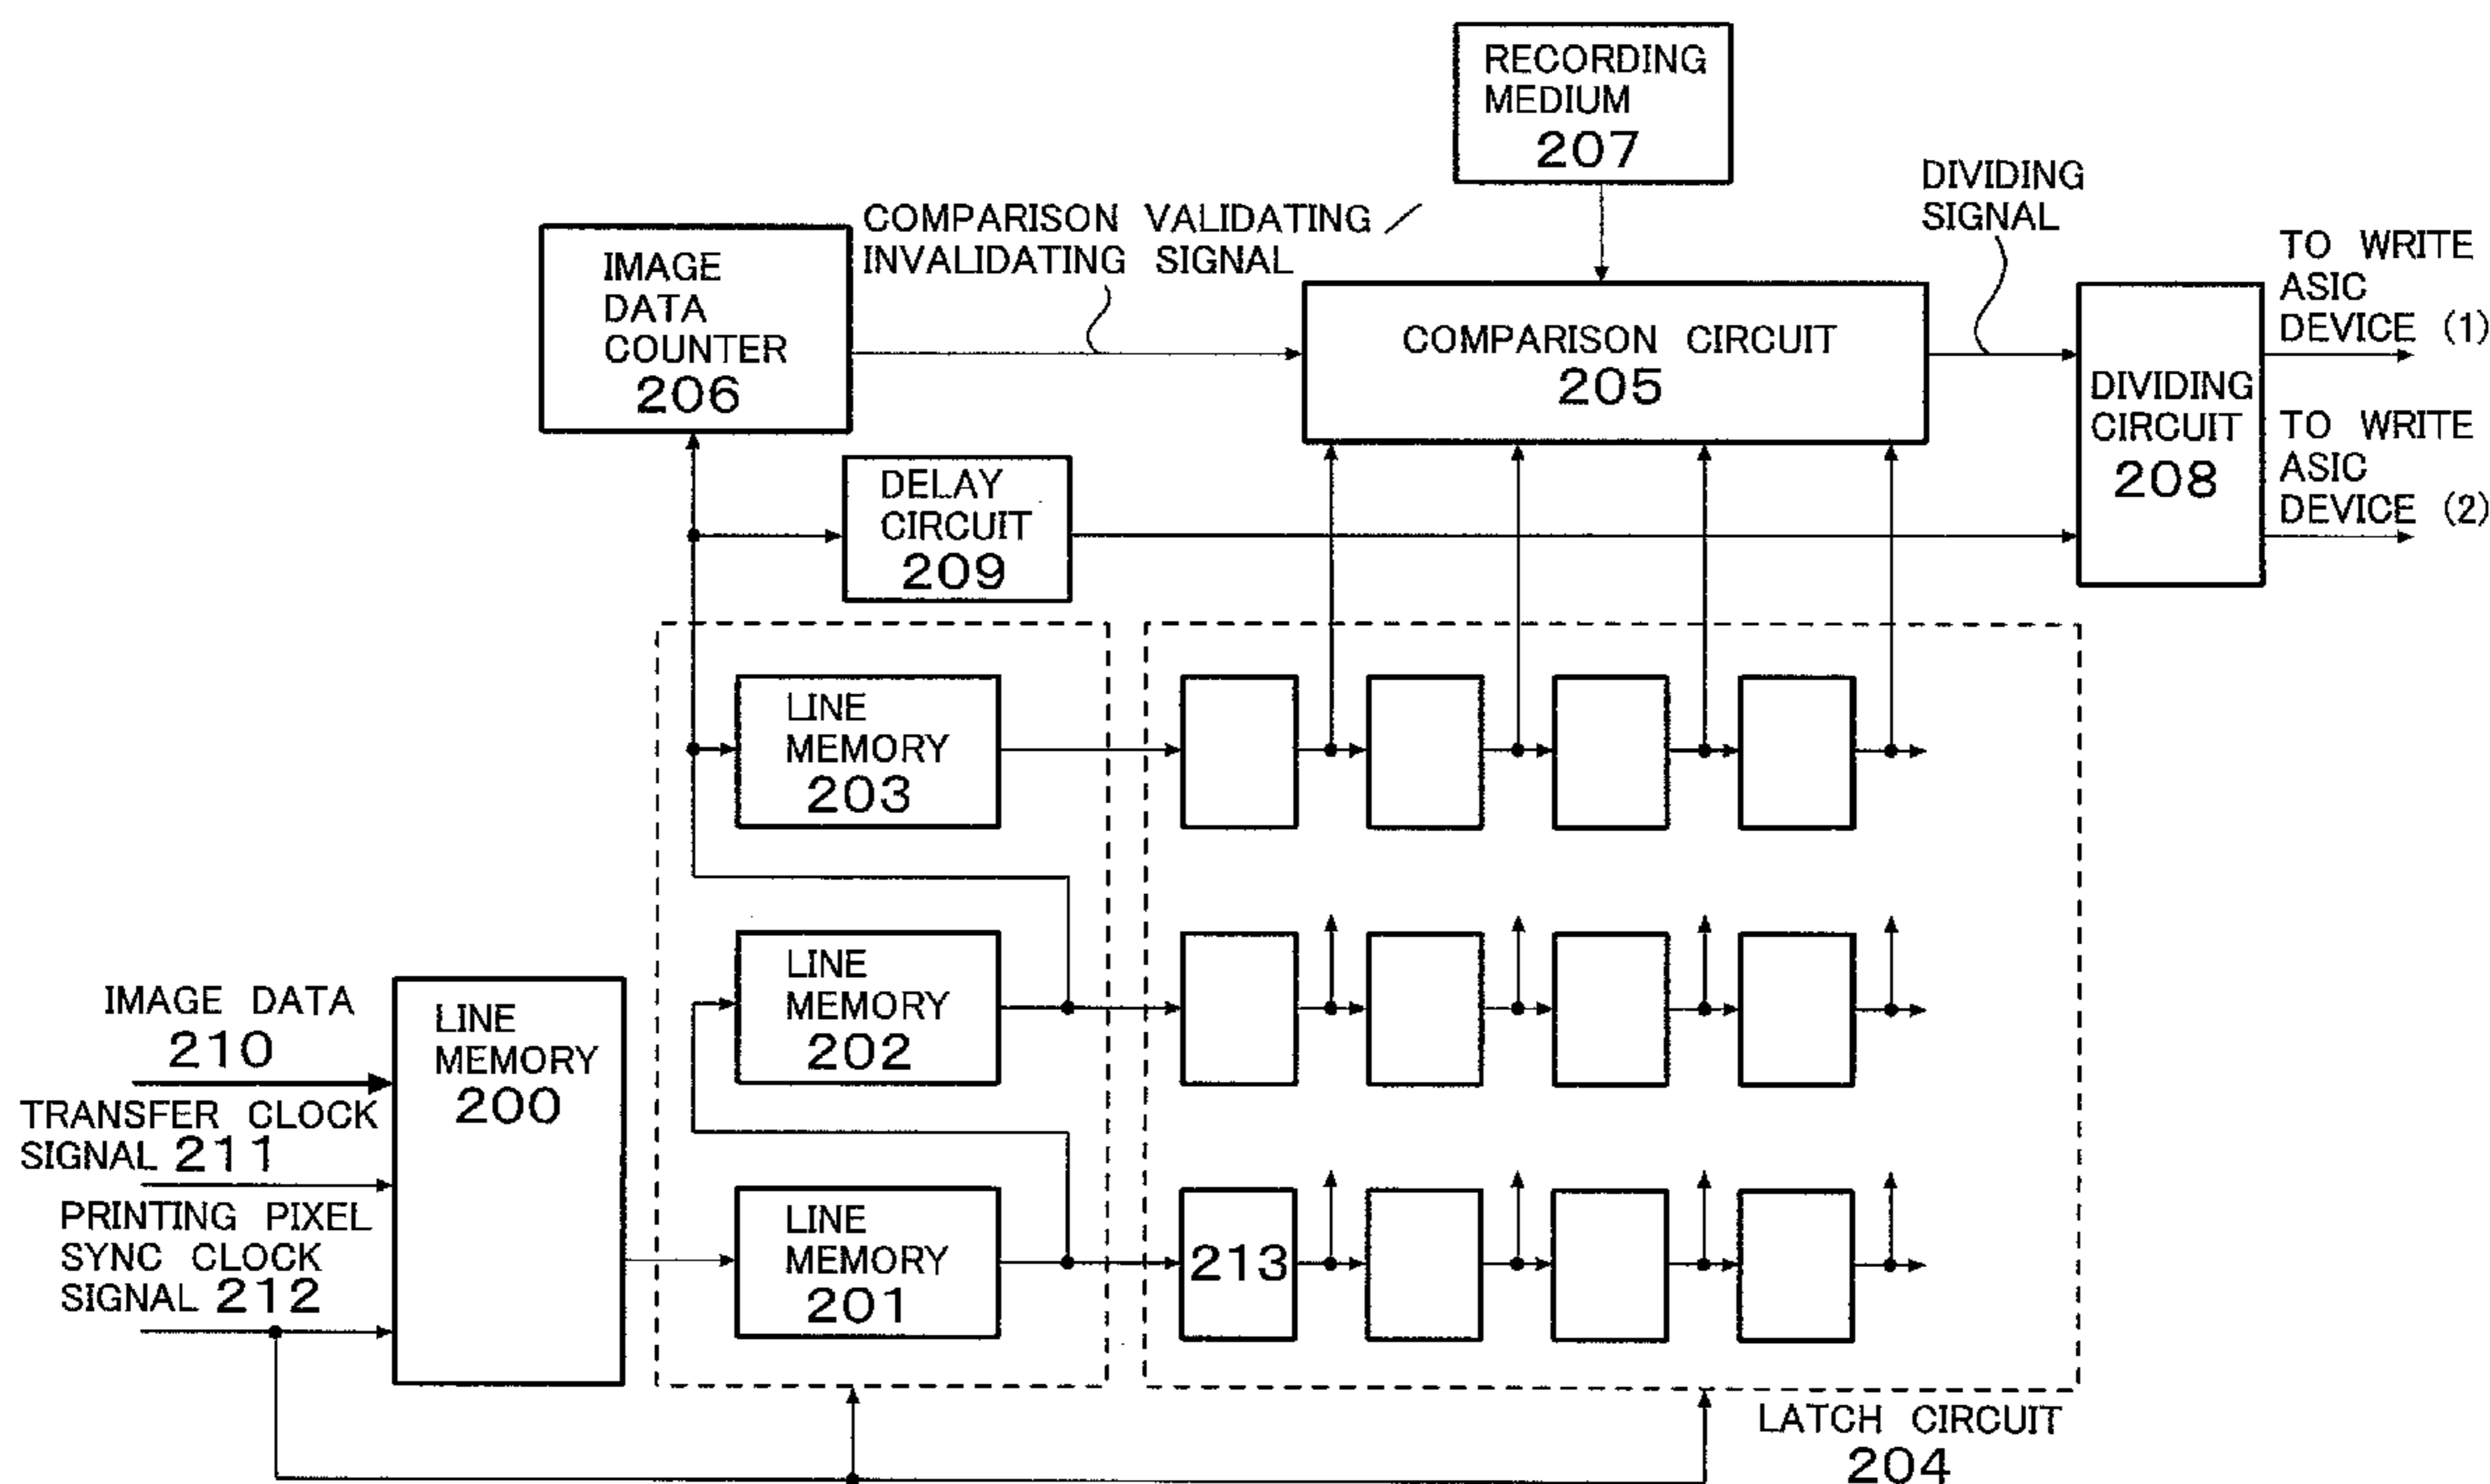 RECORDING
MEDIUM
207
DIVIDING
SIGNAL
COMPARISON VALIDATING /
INVALIDATING SIGNAL
TO WRITE
ASIC
DEVICE (1)
IMAGE
DATA
COUNTER
206
COMPARISON CIRCUIT
205
DIVIDING
CIRCUIT
208
TO WRITE
ASIC
DEVICE (2)
DELAY
CIRCUIT
209
LINE
MEMORY
203
LINE
MEMORY
202
IMAGE DATA
210
LINE
MEMORY
200
TRANSFER CLOCK
SIGNAL 211
PRINTING PIXEL
SYNC CLOCK
SIGNAL 212
LINE
MEMORY
201
213
LATCH CIRCUIT
204